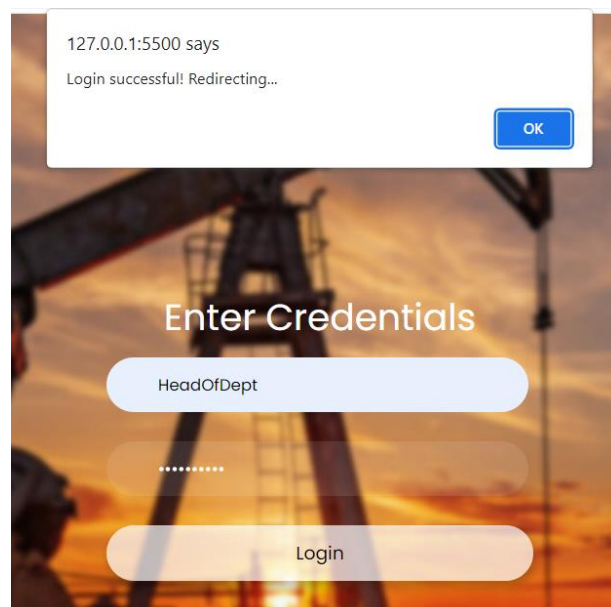 127.0.0.1:5500 says
Login successful! Redirecting...
OK
Enter Credentials
HeadOfDept
••••••••••
Login